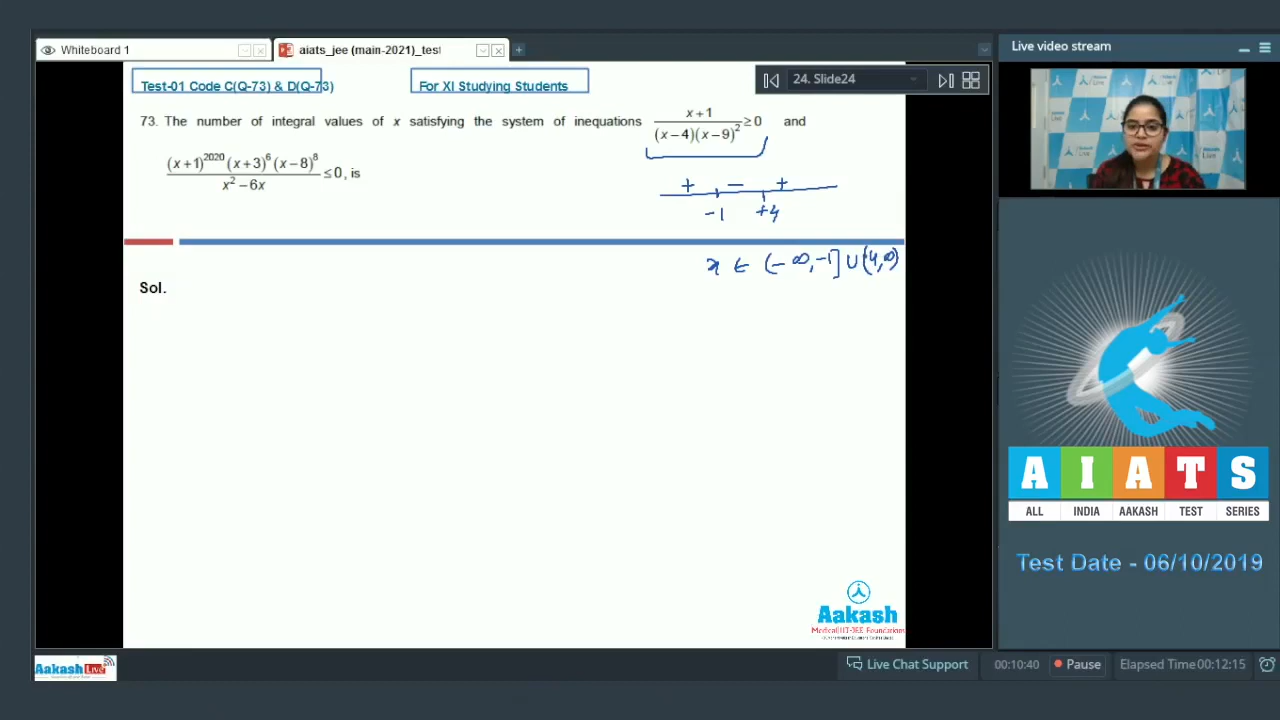 Whiteboard 1
aiats_jee (main-2021)_test
Live video stream
Test-01 Code C(Q-73) & D(Q-73)
For XI Studying Students
24. Slide24
73. The number of integral values of x satisfying the system of inequations (x+1)/((x−4)(x−9)²) ≥ 0 and
((x+1)²⁰²⁰(x+3)⁶(x−8)⁸)/(x²−6x) ≤ 0, is
+ − +
−1 +4
x ∈ (−∞, −1] ∪ (4, ∞)
Sol.
AIATS
ALL INDIA AAKASH TEST SERIES
Test Date - 06/10/2019
Aakash
Medical|IIT-JEE|Foundations
Aakash Live
Live Chat Support
00:10:40
Pause
Elapsed Time 00:12:15